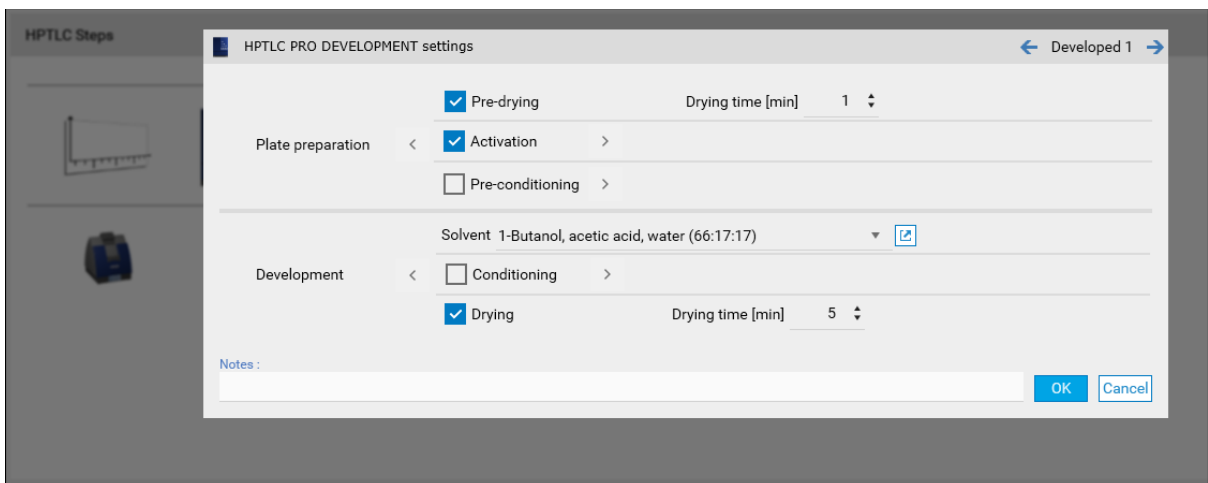 HPTLC Steps
HPTLC PRO DEVELOPMENT settings
Developed 1
Pre-drying Drying time [min] 1
Plate preparation
Activation
Pre-conditioning
Solvent 1-Butanol, acetic acid, water (66:17:17)
Development
Conditioning
Drying Drying time [min] 5
Notes :
OK Cancel